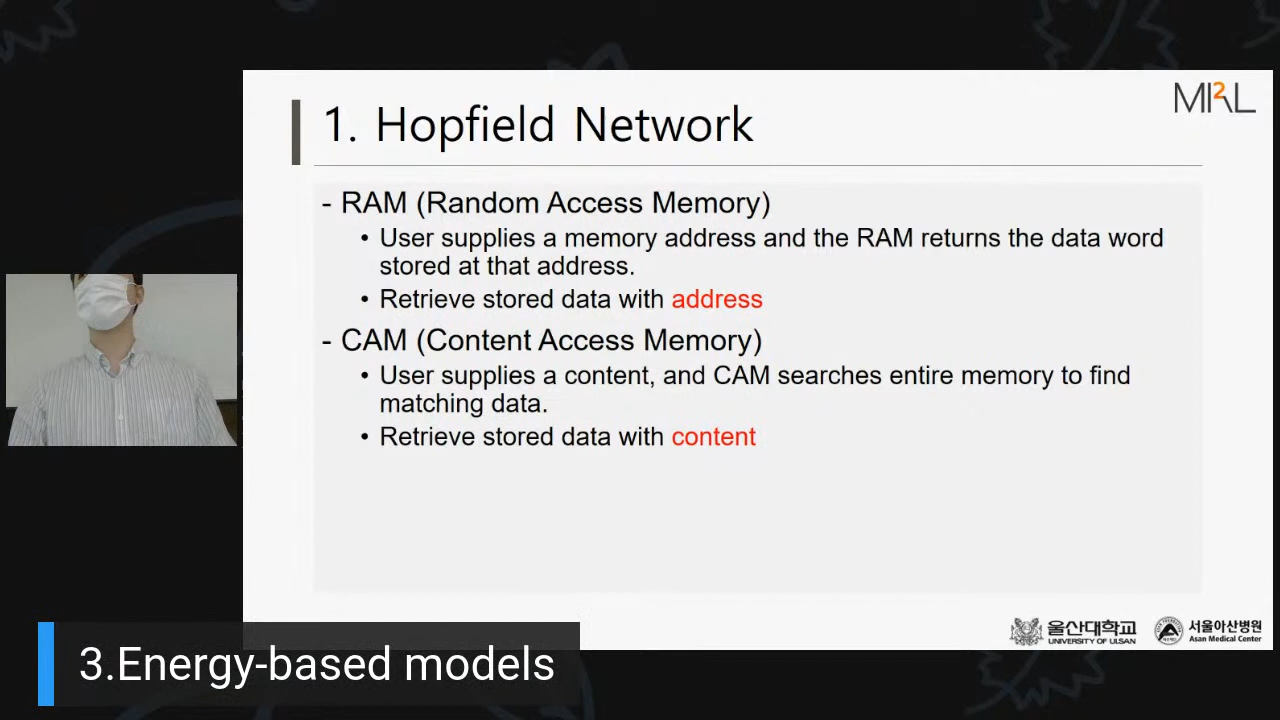 MI2RL
1. Hopfield Network
- RAM (Random Access Memory)
• User supplies a memory address and the RAM returns the data word
stored at that address.
• Retrieve stored data with address
- CAM (Content Access Memory)
• User supplies a content, and CAM searches entire memory to find
matching data.
• Retrieve stored data with content
울산대학교
UNIVERSITY OF ULSAN
서울아산병원
Asan Medical Center
3.Energy-based models